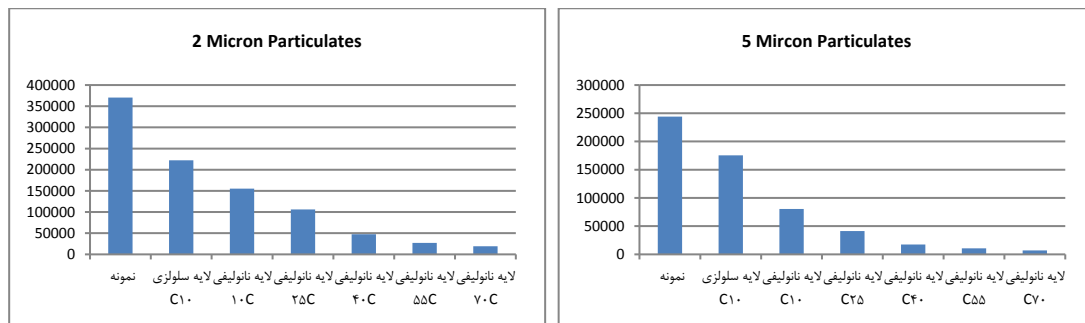 2 Micron Particulates
400000
350000
300000
250000
200000
150000
100000
50000
0
نمونه
لایه سلولزی
C۱۰
لایه نانولیفی
۱۰C
لایه نانولیفی
۲۵C
لایه نانولیفی
۴۰C
لایه نانولیفی
۵۵C
لایه نانولیفی
۷۰C
5 Mircon Particulates
300000
250000
200000
150000
100000
50000
0
نمونه
لایه سلولزی
C۱۰
لایه نانولیفی
C۱۰
لایه نانولیفی
C۲۵
لایه نانولیفی
C۴۰
لایه نانولیفی
C۵۵
لایه نانولیفی
C۷۰